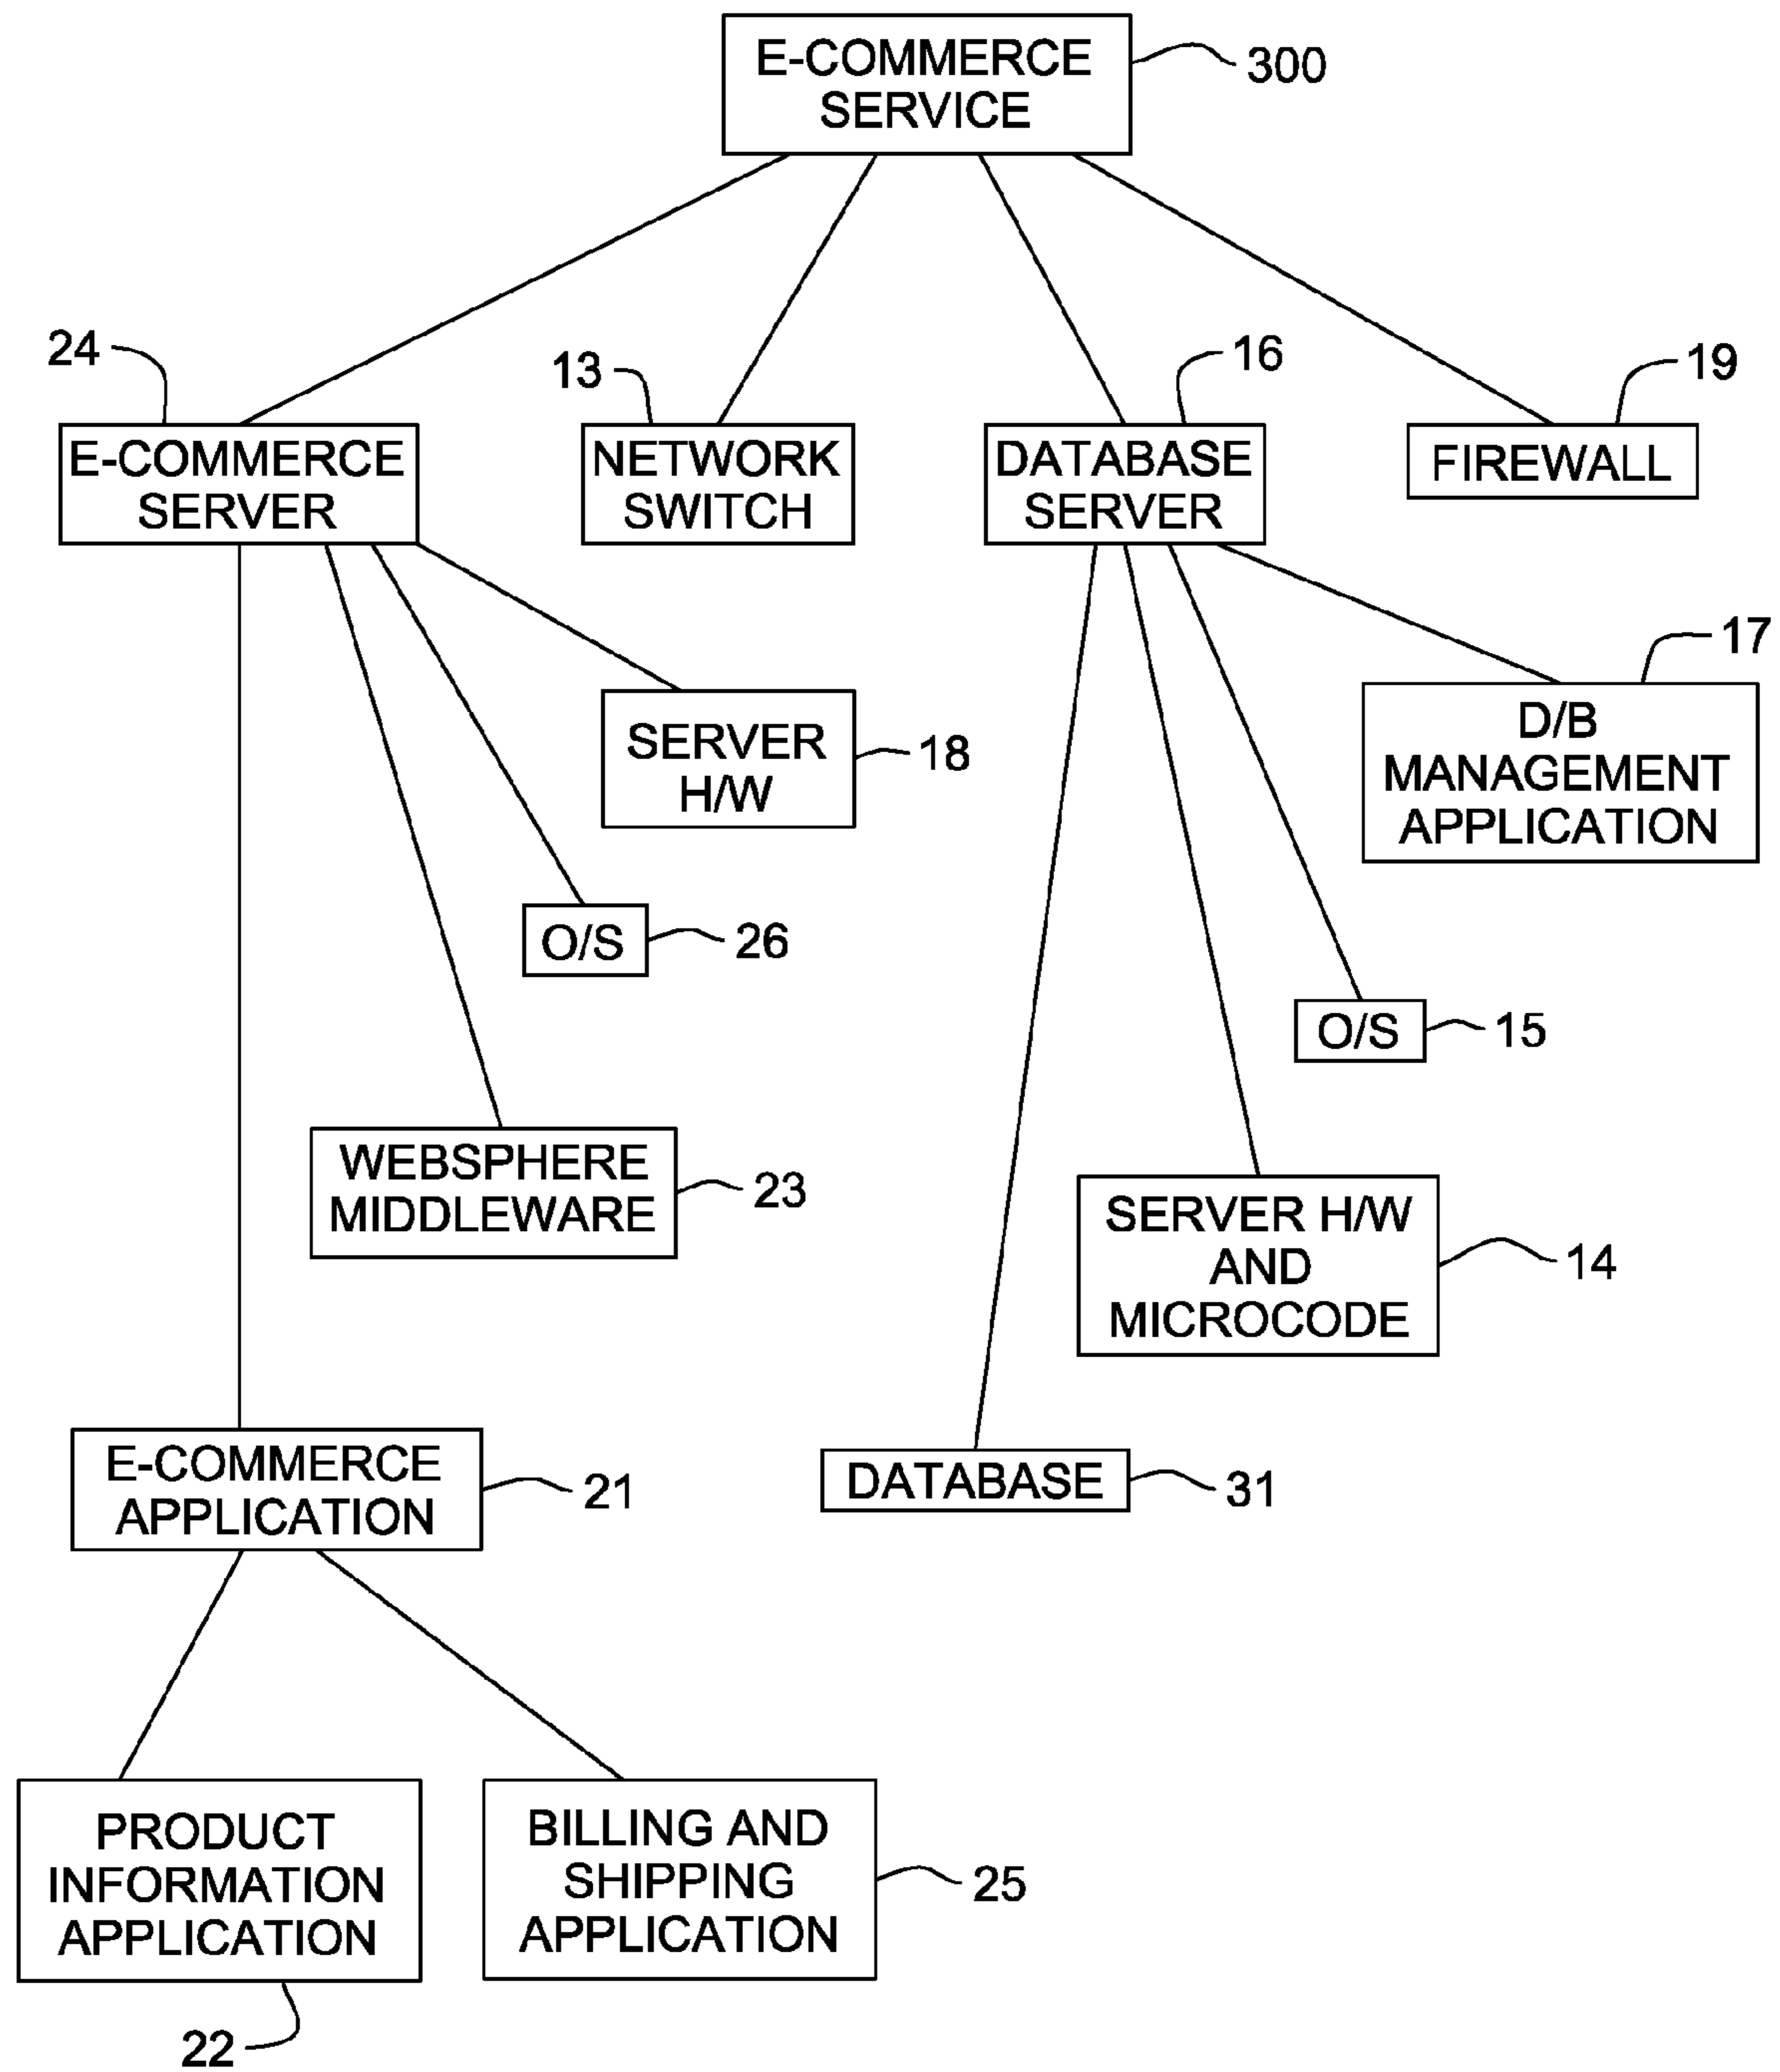 E-COMMERCE
SERVICE
300
24
13
16
19
E-COMMERCE
SERVER
NETWORK
SWITCH
DATABASE
SERVER
FIREWALL
17
D/B
MANAGEMENT
APPLICATION
SERVER
H/W
18
O/S
26
O/S
15
WEBSPHERE
MIDDLEWARE
23
SERVER H/W
AND
MICROCODE
14
E-COMMERCE
APPLICATION
21
DATABASE
31
PRODUCT
INFORMATION
APPLICATION
22
BILLING AND
SHIPPING
APPLICATION
25